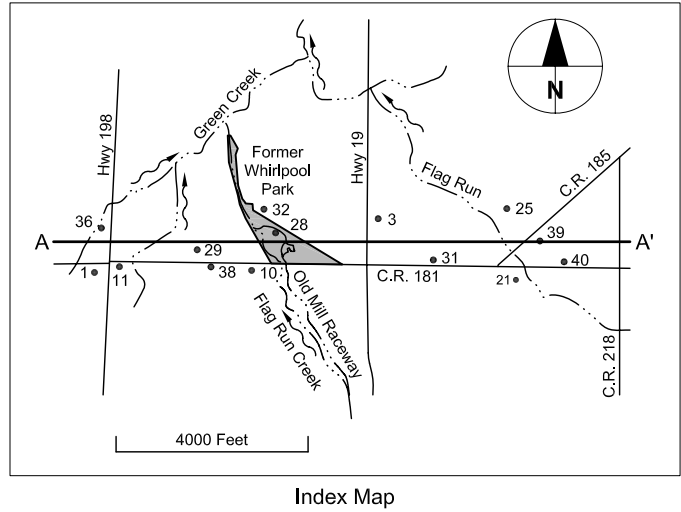 N
Green Creek
Hwy 198
Hwy 19
Former
Whirlpool
Park
Flag Run
C.R. 185
36
32
28
3
25
A
A'
39
29
31
40
1
11
38
10
C.R. 181
21
Old Mill Raceway
Flag Run Creek
C.R. 218
4000 Feet
Index Map